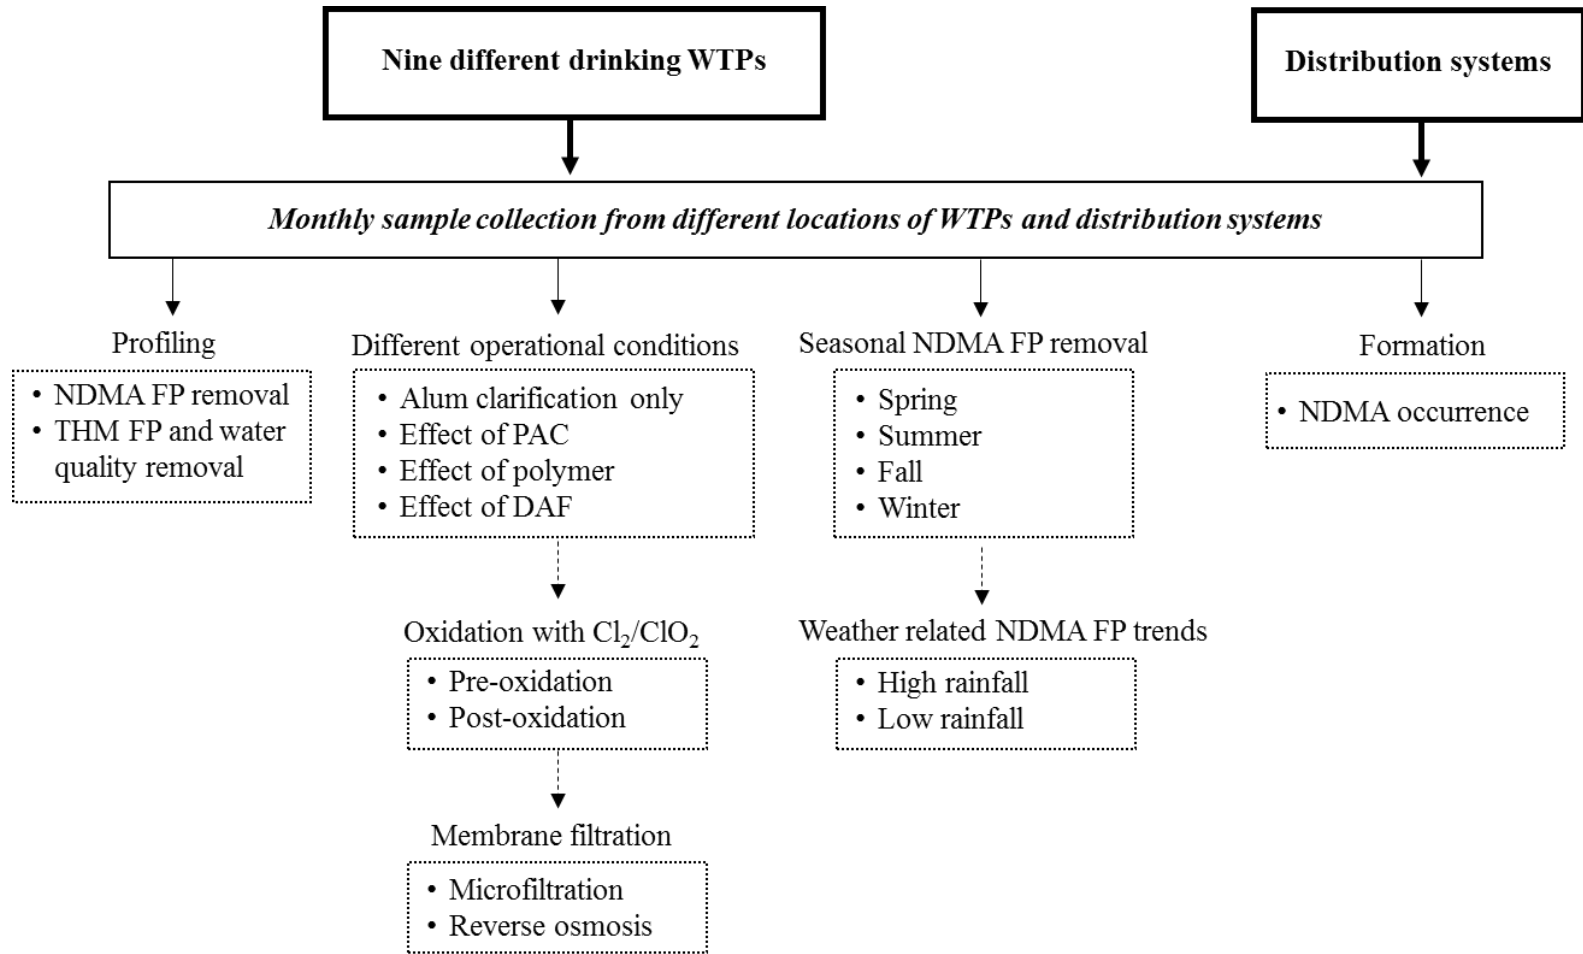 Nine different drinking WTPs
Distribution systems
Monthly sample collection from different locations of WTPs and distribution systems
Profiling
• NDMA FP removal
• THM FP and water
quality removal
Different operational conditions
• Alum clarification only
• Effect of PAC
• Effect of polymer
• Effect of DAF
Oxidation with Cl₂/ClO₂
• Pre-oxidation
• Post-oxidation
Membrane filtration
• Microfiltration
• Reverse osmosis
Seasonal NDMA FP removal
• Spring
• Summer
• Fall
• Winter
Weather related NDMA FP trends
• High rainfall
• Low rainfall
Formation
• NDMA occurrence